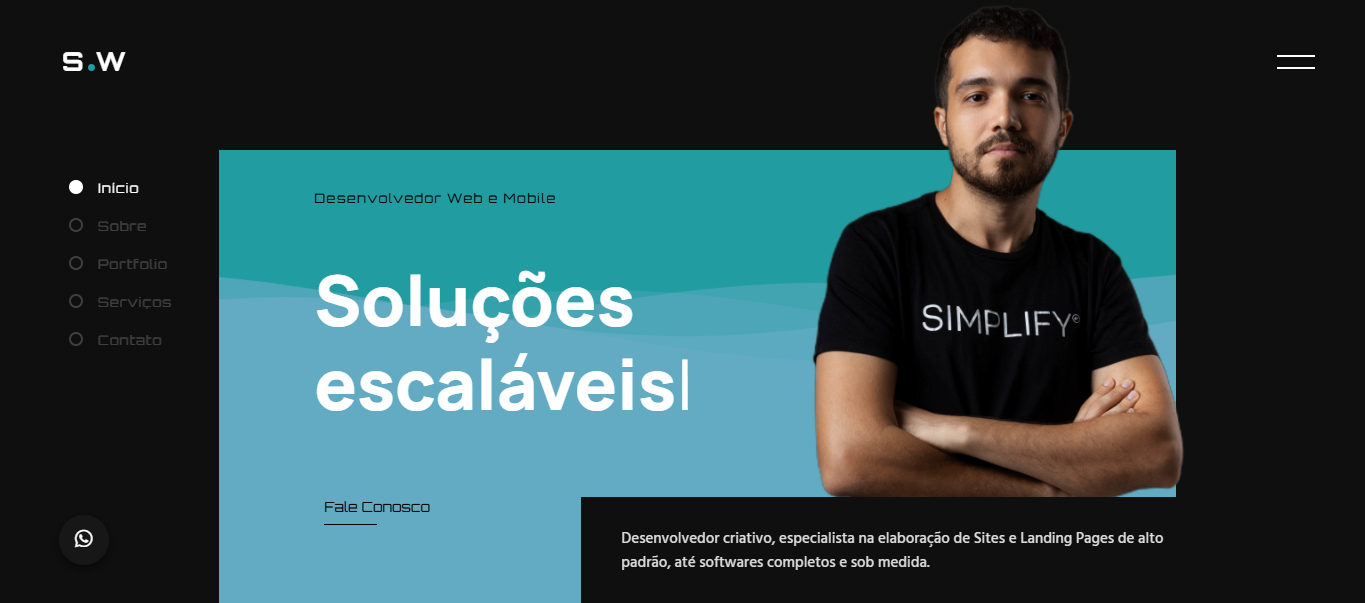 S.W
Início
Sobre
Portfolio
Serviços
Contato
Desenvolvedor Web e Mobile
Soluções
escaláveis|
SIMPLIFY®
Fale Conosco
Desenvolvedor criativo, especialista na elaboração de Sites e Landing Pages de alto
padrão, até softwares completos e sob medida.